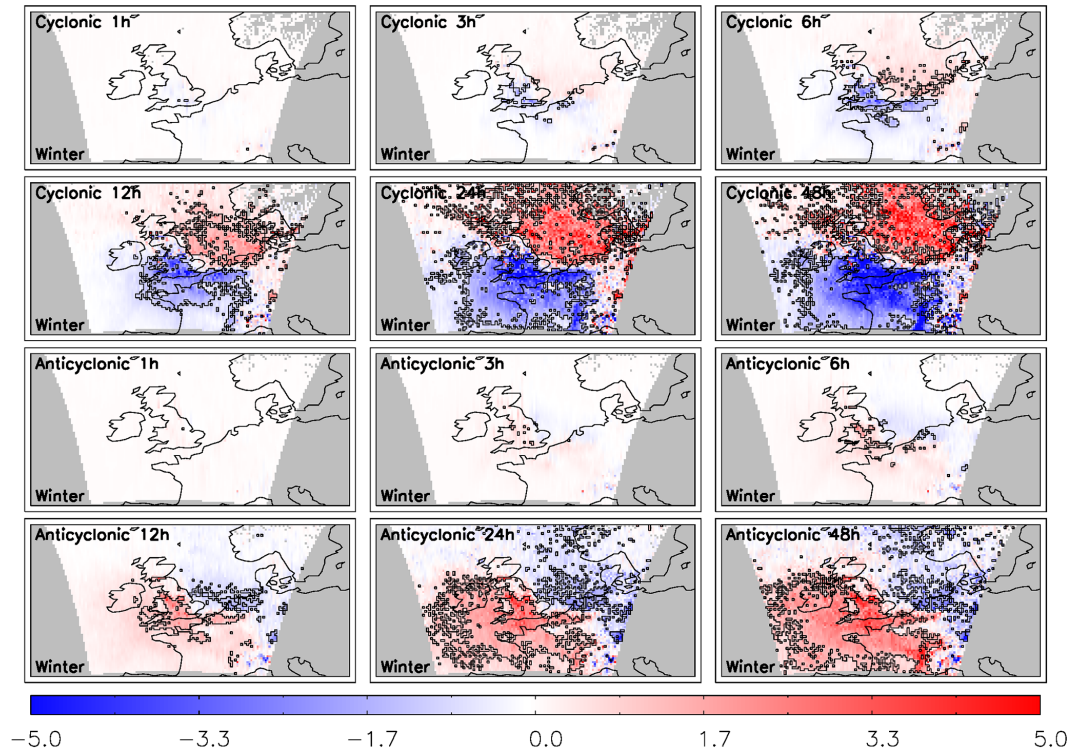 Cyclonic 1h
Winter
Cyclonic 3h
Winter
Cyclonic 6h
Winter
Cyclonic 12h
Winter
Cyclonic 24h
Winter
Cyclonic 48h
Winter
Anticyclonic 1h
Winter
Anticyclonic 3h
Winter
Anticyclonic 6h
Winter
Anticyclonic 12h
Winter
Anticyclonic 24h
Winter
Anticyclonic 48h
Winter
−5.0 −3.3 −1.7 0.0 1.7 3.3 5.0